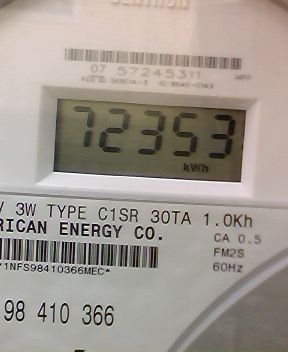 CENTRON
07 57245311
72353
kWh
V 3W TYPE C1SR 30TA 1.0Kh
RICAN ENERGY CO.
CA 0.5
FM2S
60Hz
*1NFS98410366MEC*
98 410 366